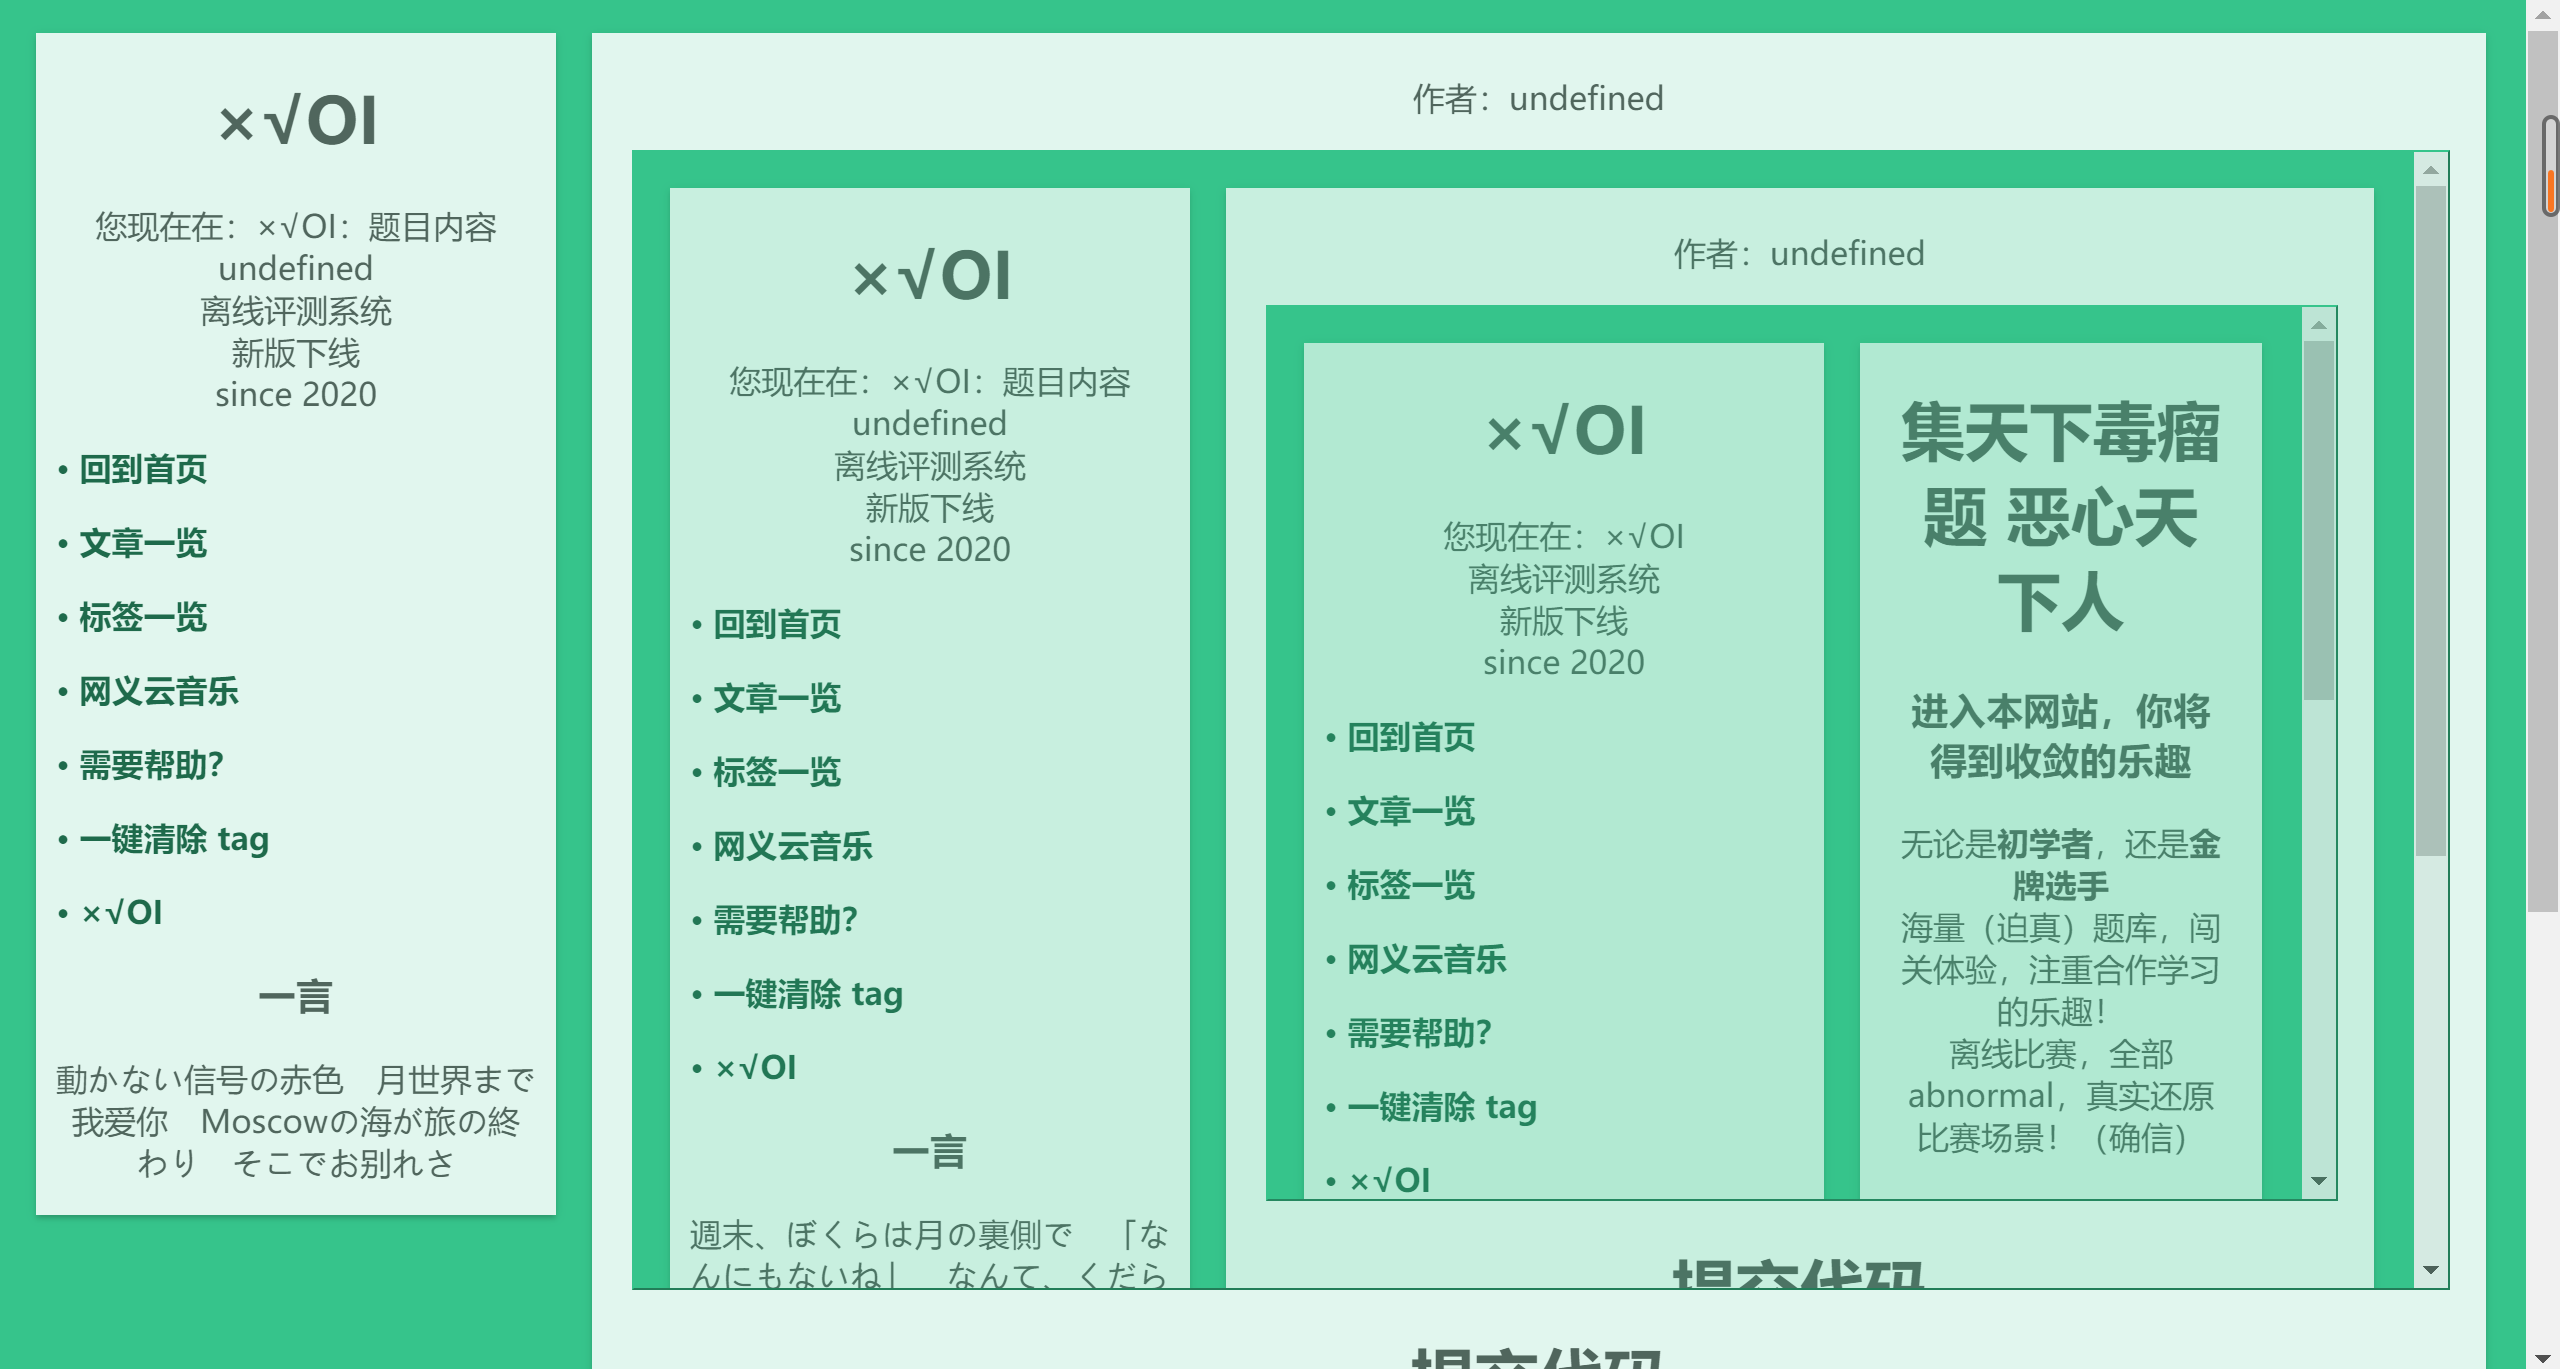 ×√OI
您现在在：×√OI：题目内容
undefined
离线评测系统
新版下线
since 2020
• 回到首页
• 文章一览
• 标签一览
• 网义云音乐
• 需要帮助？
• 一键清除 tag
• ×√OI
一言
動かない信号の赤色　月世界まで
我爱你　Moscowの海が旅の終
わり　そこでお別れさ
作者：undefined
×√OI
您现在在：×√OI：题目内容
undefined
离线评测系统
新版下线
since 2020
• 回到首页
• 文章一览
• 标签一览
• 网义云音乐
• 需要帮助？
• 一键清除 tag
• ×√OI
一言
週末、ぼくらは月の裏側で　「な
んにもないね」　なんて、くだら
作者：undefined
×√OI
您现在在：×√OI
离线评测系统
新版下线
since 2020
• 回到首页
• 文章一览
• 标签一览
• 网义云音乐
• 需要帮助？
• 一键清除 tag
• ×√OI
集天下毒瘤
题 恶心天
下人
进入本网站，你将
得到收敛的乐趣
无论是初学者，还是金
牌选手
海量（迫真）题库，闯
关体验，注重合作学习
的乐趣！
离线比赛，全部
abnormal，真实还原
比赛场景！（确信）
提交代码
提交代码